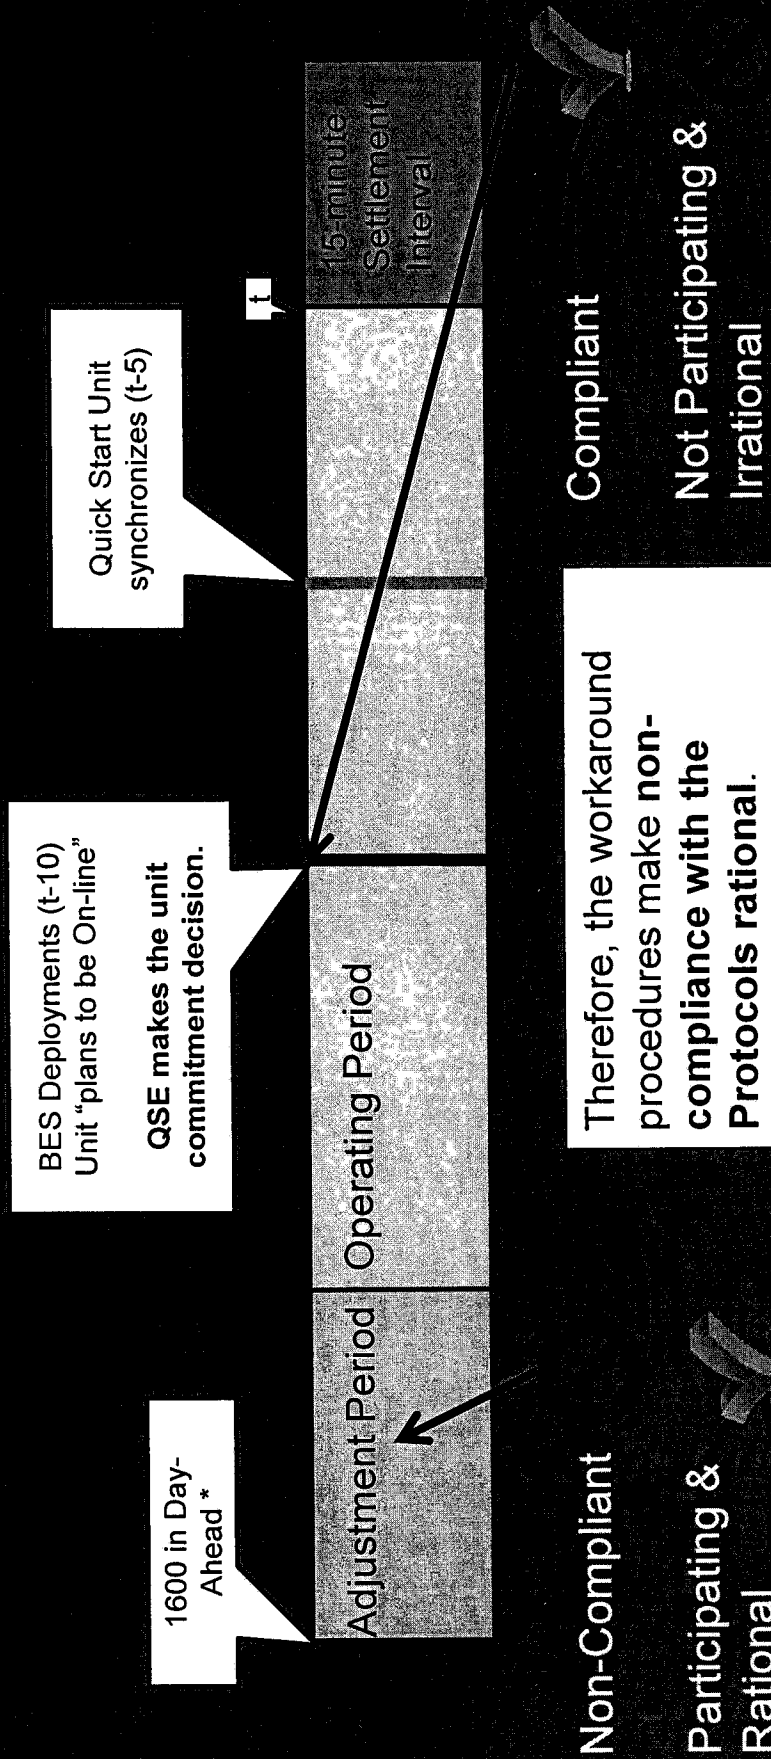 1600 in Day-
Ahead *
BES Deployments (t-10)
Unit “plans to be On-line”
QSE makes the unit
commitment decision.
Quick Start Unit
synchronizes (t-5)
t
Adjustment Period
Operating Period
15-minute
Settlement
Interval
Non-Compliant
Participating &
Rational
Therefore, the workaround
procedures make non-
compliance with the
Protocols rational.
Compliant
Not Participating &
Irrational